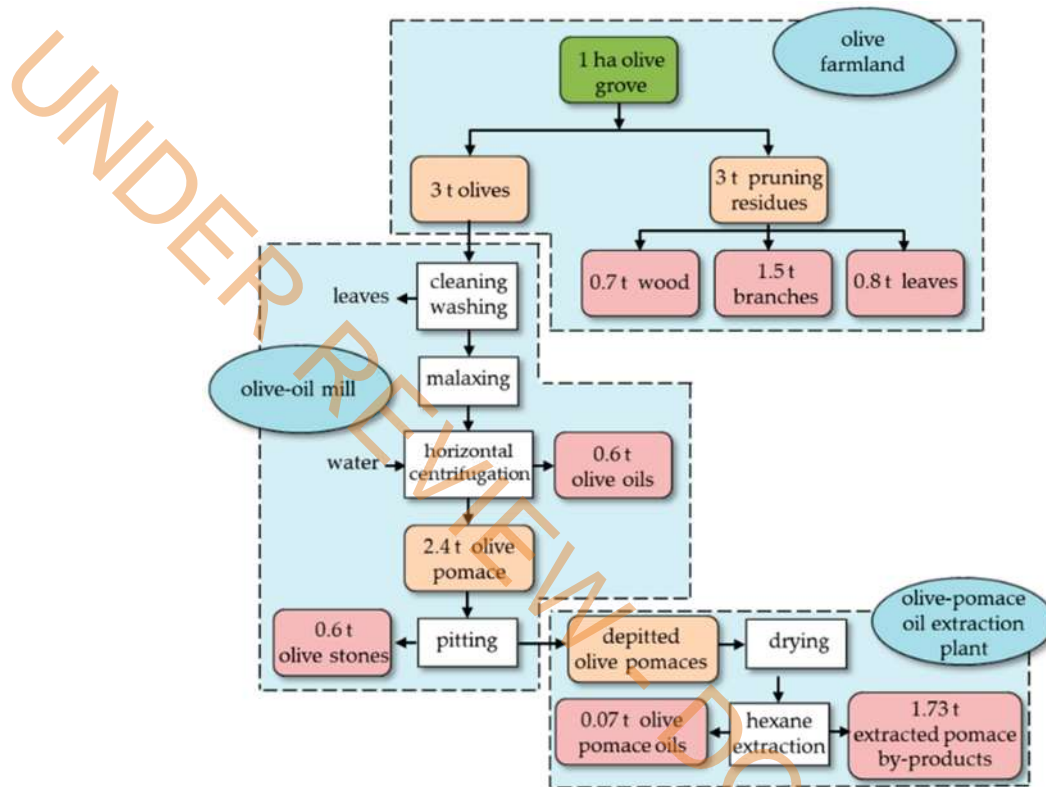 olive
farmland
1 ha olive
grove
3 t olives
3 t pruning
residues
0.7 t wood
1.5 t
branches
0.8 t leaves
cleaning
washing
leaves
malaxing
olive-oil mill
water
horizontal
centrifugation
0.6 t
olive oils
2.4 t olive
pomace
0.6 t
olive stones
pitting
depitted
olive pomaces
drying
olive-pomace
oil extraction
plant
0.07 t olive
pomace oils
hexane
extraction
1.73 t
extracted pomace
by-products
UNDER REVIEW - DO